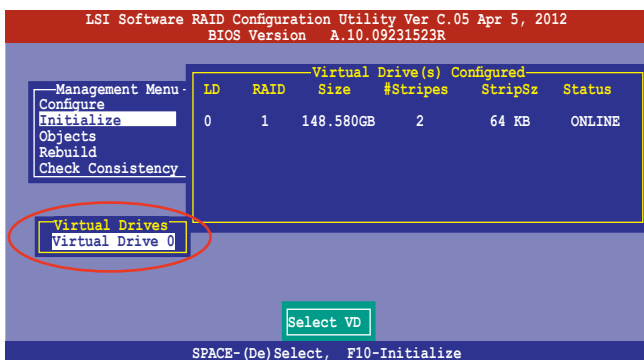 LSI Software RAID Configuration Utility Ver C.05 Apr 5, 2012
BIOS Version A.10.09231523R
Management Menu
Configure
Initialize
Objects
Rebuild
Check Consistency
Virtual Drive(s) Configured
LD RAID Size #Stripes StripSz Status
0 1 148.580GB 2 64 KB ONLINE
Virtual Drives
Virtual Drive 0
Select VD
SPACE-(De)Select, F10-Initialize